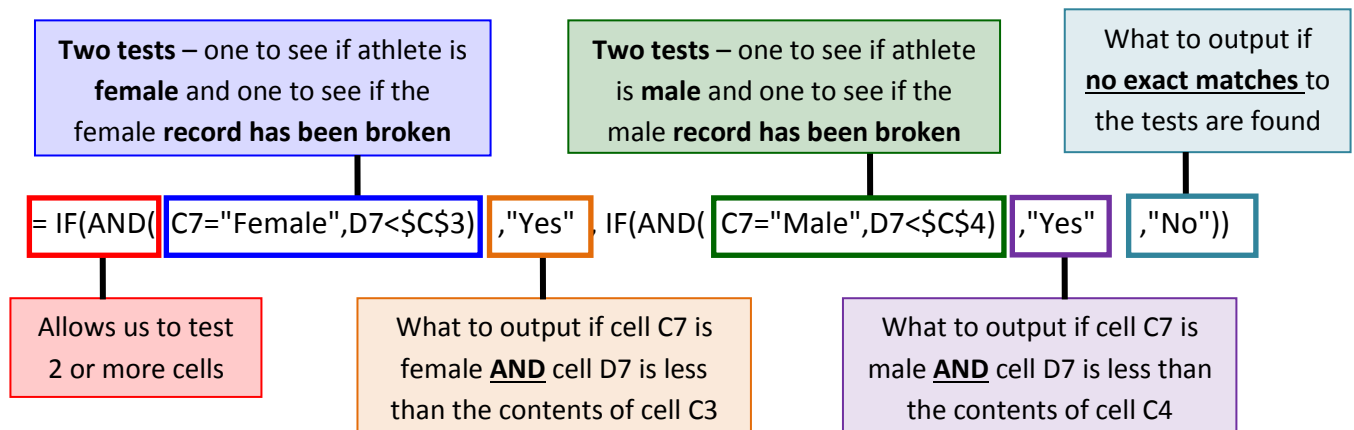 Two tests – one to see if athlete is
female and one to see if the
female record has been broken
Two tests – one to see if athlete
is male and one to see if the
male record has been broken
What to output if
no exact matches to
the tests are found
= IF(AND( C7="Female",D7<$C$3) ,"Yes" , IF(AND( C7="Male",D7<$C$4) ,"Yes" ,"No"))
Allows us to test
2 or more cells
What to output if cell C7 is
female AND cell D7 is less
than the contents of cell C3
What to output if cell C7 is
male AND cell D7 is less than
the contents of cell C4